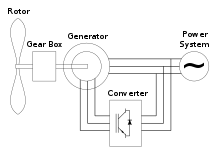 Rotor
Gear Box
Generator
Power
System
Converter